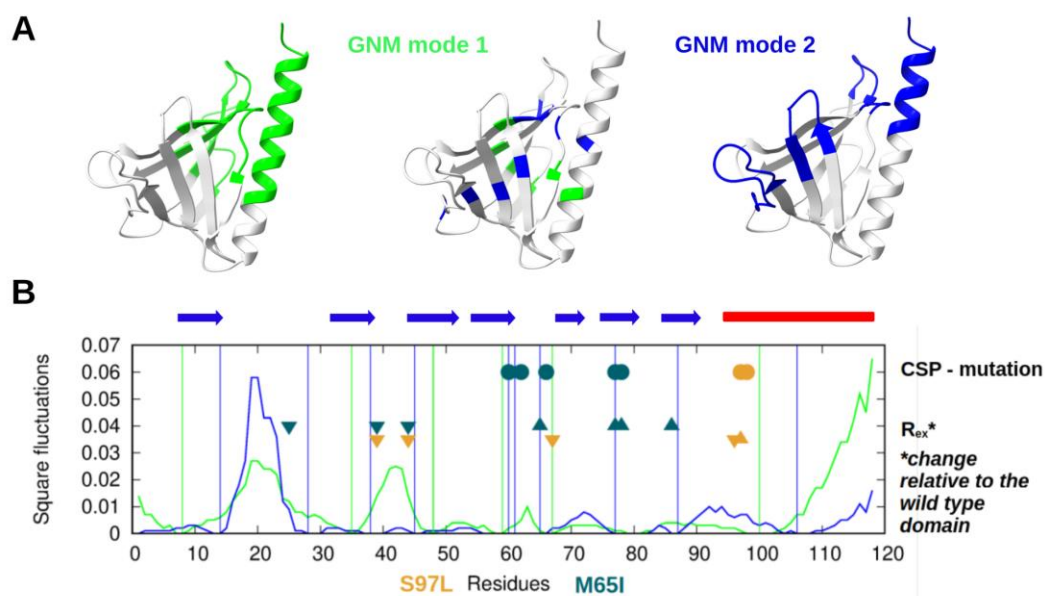 A
GNM mode 1
GNM mode 2
B
0.07
0.06
0.05
0.04
0.03
0.02
0.01
0
Square fluctuations
0 10 20 30 40 50 60 70 80 90 100 110 120
S97L Residues M65I
CSP - mutation
Rₑₓ*
*change
relative to the
wild type
domain